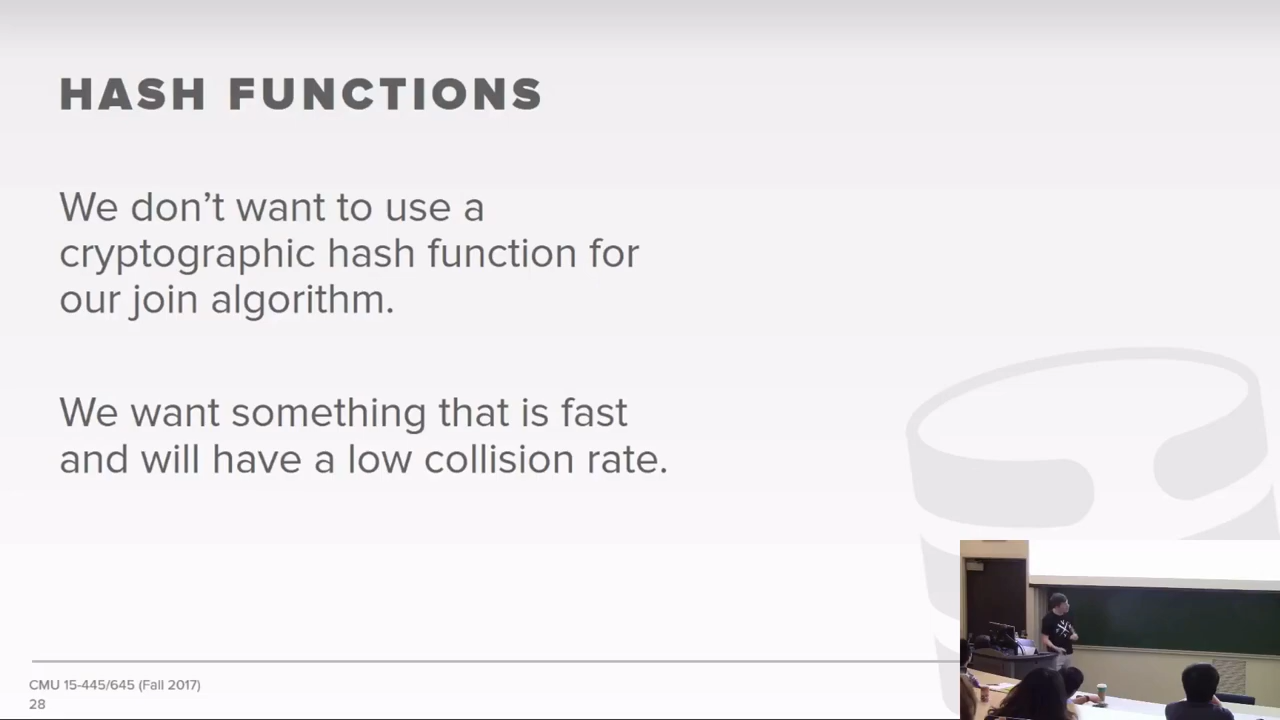 HASH FUNCTIONS
We don’t want to use a
cryptographic hash function for
our join algorithm.
We want something that is fast
and will have a low collision rate.
CMU 15-445/645 (Fall 2017)
28